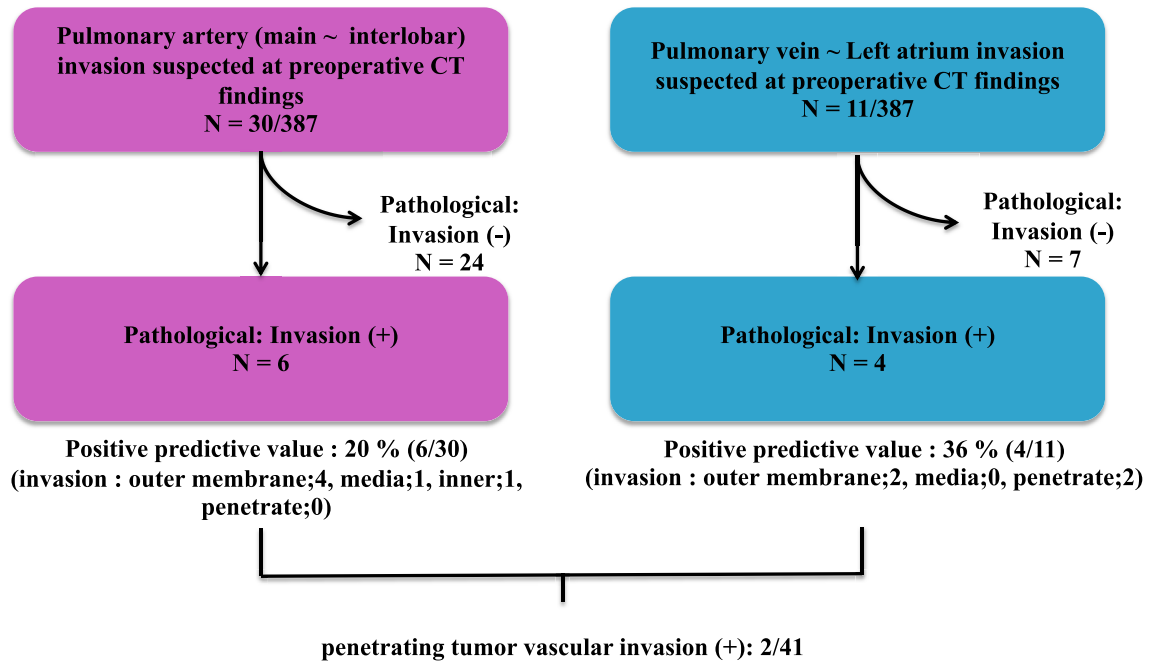 Pulmonary artery (main ~ interlobar)
invasion suspected at preoperative CT
findings
N = 30/387
Pathological:
Invasion (-)
N = 24
Pathological: Invasion (+)
N = 6
Positive predictive value : 20 % (6/30)
(invasion : outer membrane;4, media;1, inner;1,
penetrate;0)
Pulmonary vein ~ Left atrium invasion
suspected at preoperative CT findings
N = 11/387
Pathological:
Invasion (-)
N = 7
Pathological: Invasion (+)
N = 4
Positive predictive value : 36 % (4/11)
(invasion : outer membrane;2, media;0, penetrate;2)
penetrating tumor vascular invasion (+): 2/41